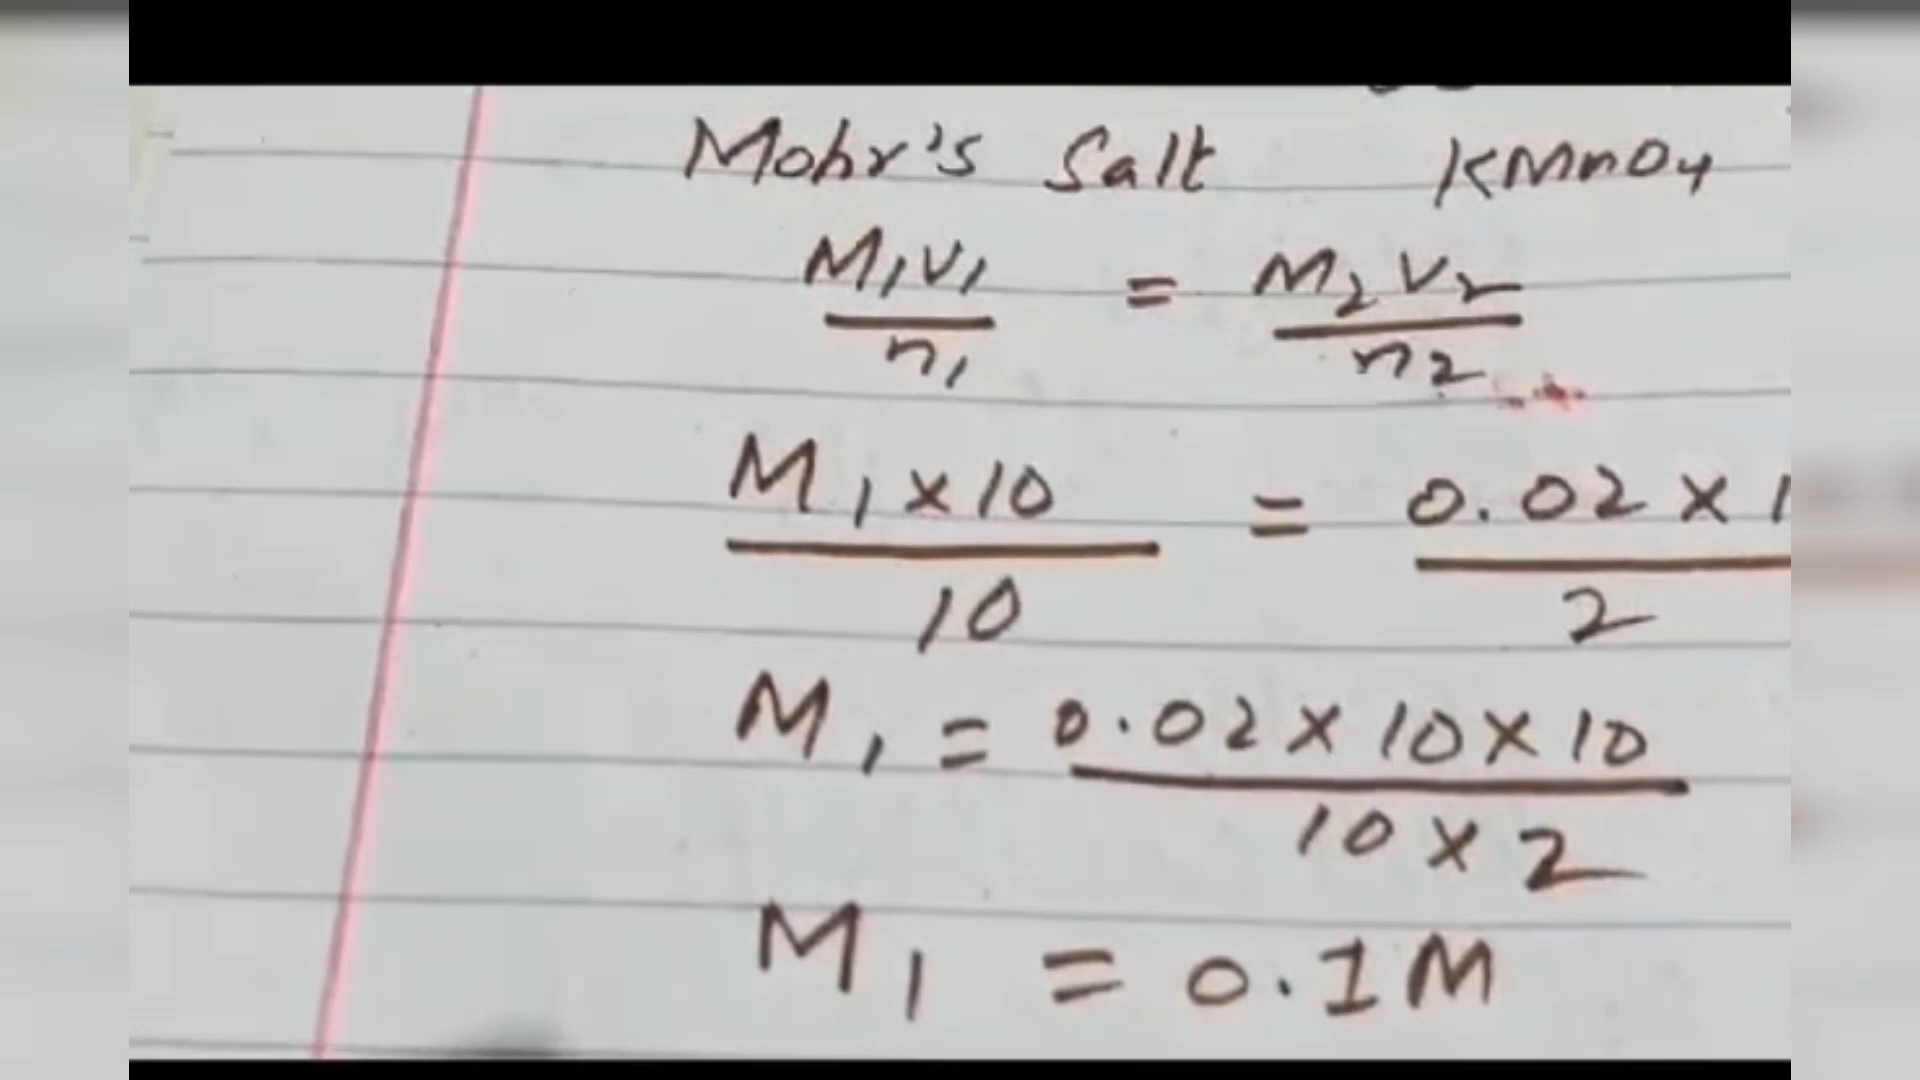 Mohr's Salt KMnO4
M1V1 = M2V2
n1 n2
M1 x 10 = 0.02 x 1
10 2
M1 = 0.02 x 10 x 10
10 x 2
M1 = 0.1M